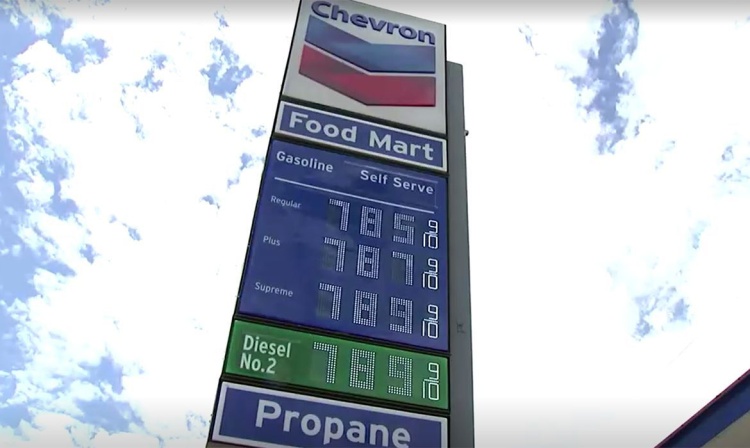 Chevron
Food Mart
Gasoline Self Serve
Regular 785 9/10
Plus 787 9/10
Supreme 789 9/10
Diesel No.2 789 9/10
Propane